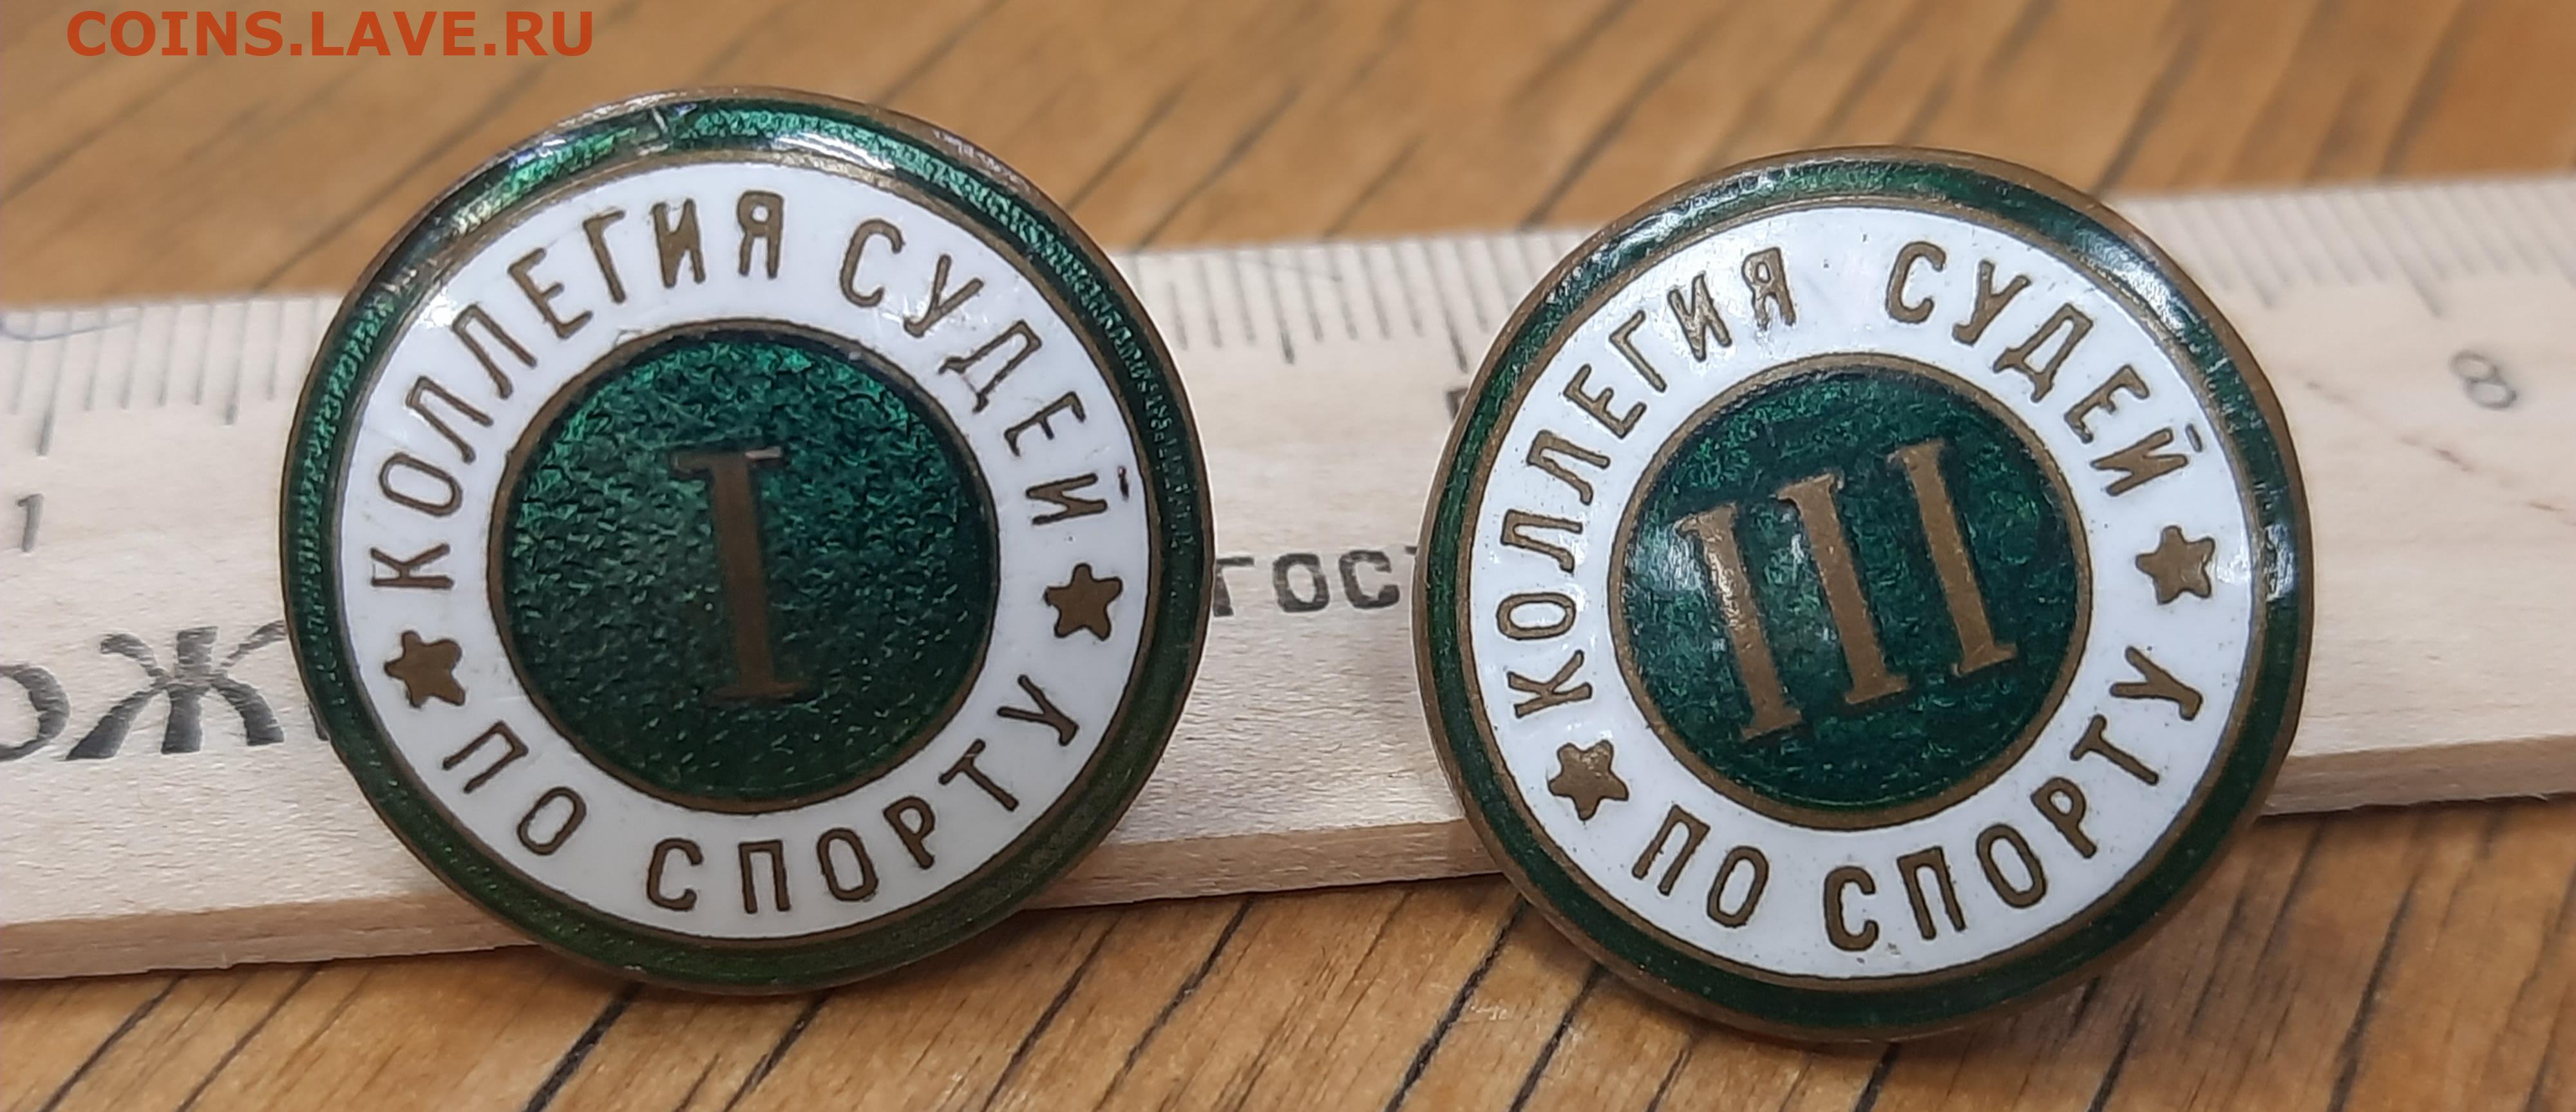 COINS.LAVE.RU
КОЛЛЕГИЯ СУДЕЙ
ПО СПОРТУ
I
КОЛЛЕГИЯ СУДЕЙ
ПО СПОРТУ
III
1
8
ГОСТ